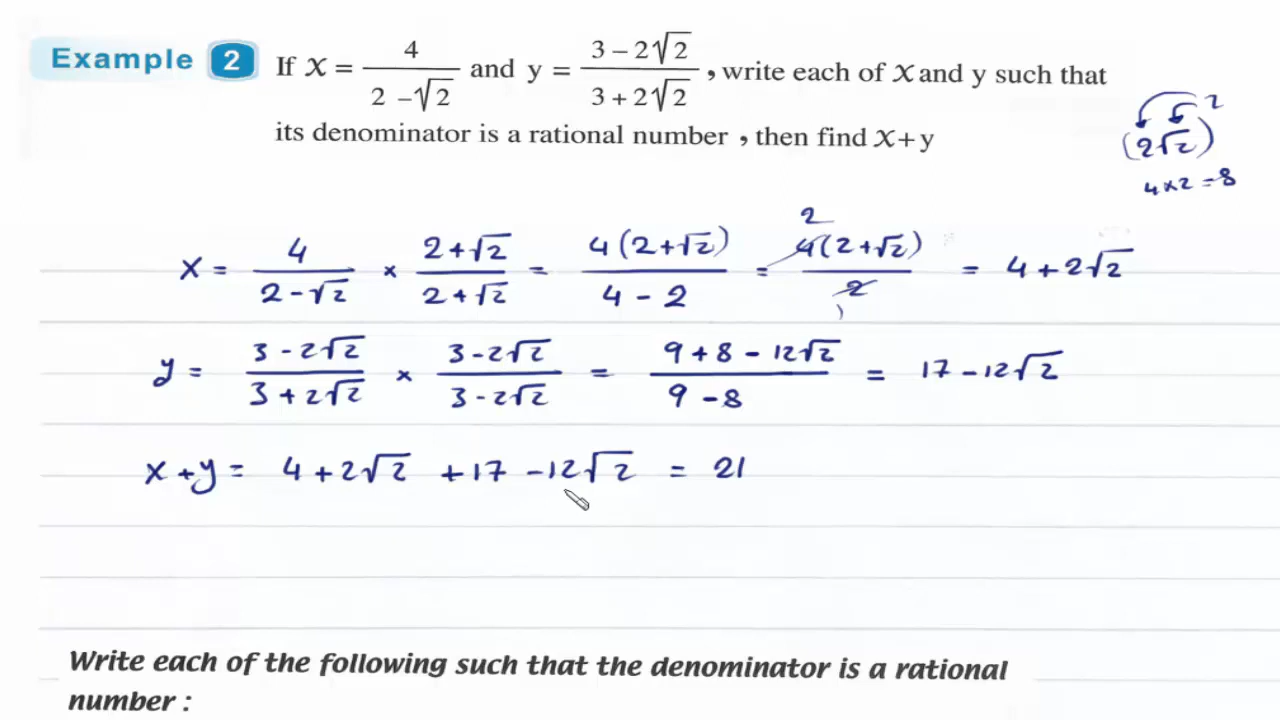 Example 2 If x = 4/(2 − √2) and y = (3 − 2√2)/(3 + 2√2) , write each of x and y such that
its denominator is a rational number , then find x + y
(2√2)²
4 × 2 = 8
x = 4/(2 − √2) × (2 + √2)/(2 + √2) = 4(2 + √2)/(4 − 2) = 2 4(2 + √2)/2 1 = 4 + 2√2
y = (3 − 2√2)/(3 + 2√2) × (3 − 2√2)/(3 − 2√2) = (9 + 8 − 12√2)/(9 − 8) = 17 − 12√2
x + y = 4 + 2√2 + 17 − 12√2 = 21
Write each of the following such that the denominator is a rational
number :